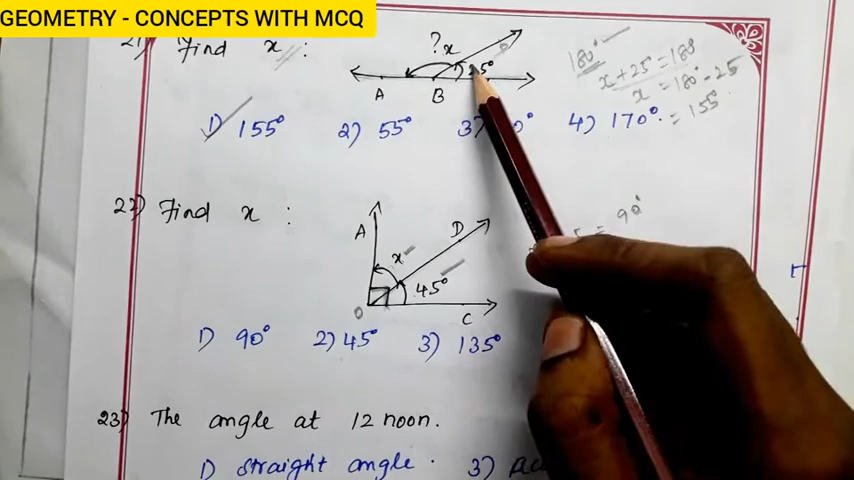 GEOMETRY - CONCEPTS WITH MCQ
21) Find x :
?x
25°
A B
180°
x + 25° = 180
x = 180° - 25
= 155°
1) 155° 2) 55° 3) 4) 170°.
22) Find x :
A
D
x
45°
O
C
= 90°
1) 90° 2) 45° 3) 135°
23) The angle at 12 noon.
1) Straight angle. 3)